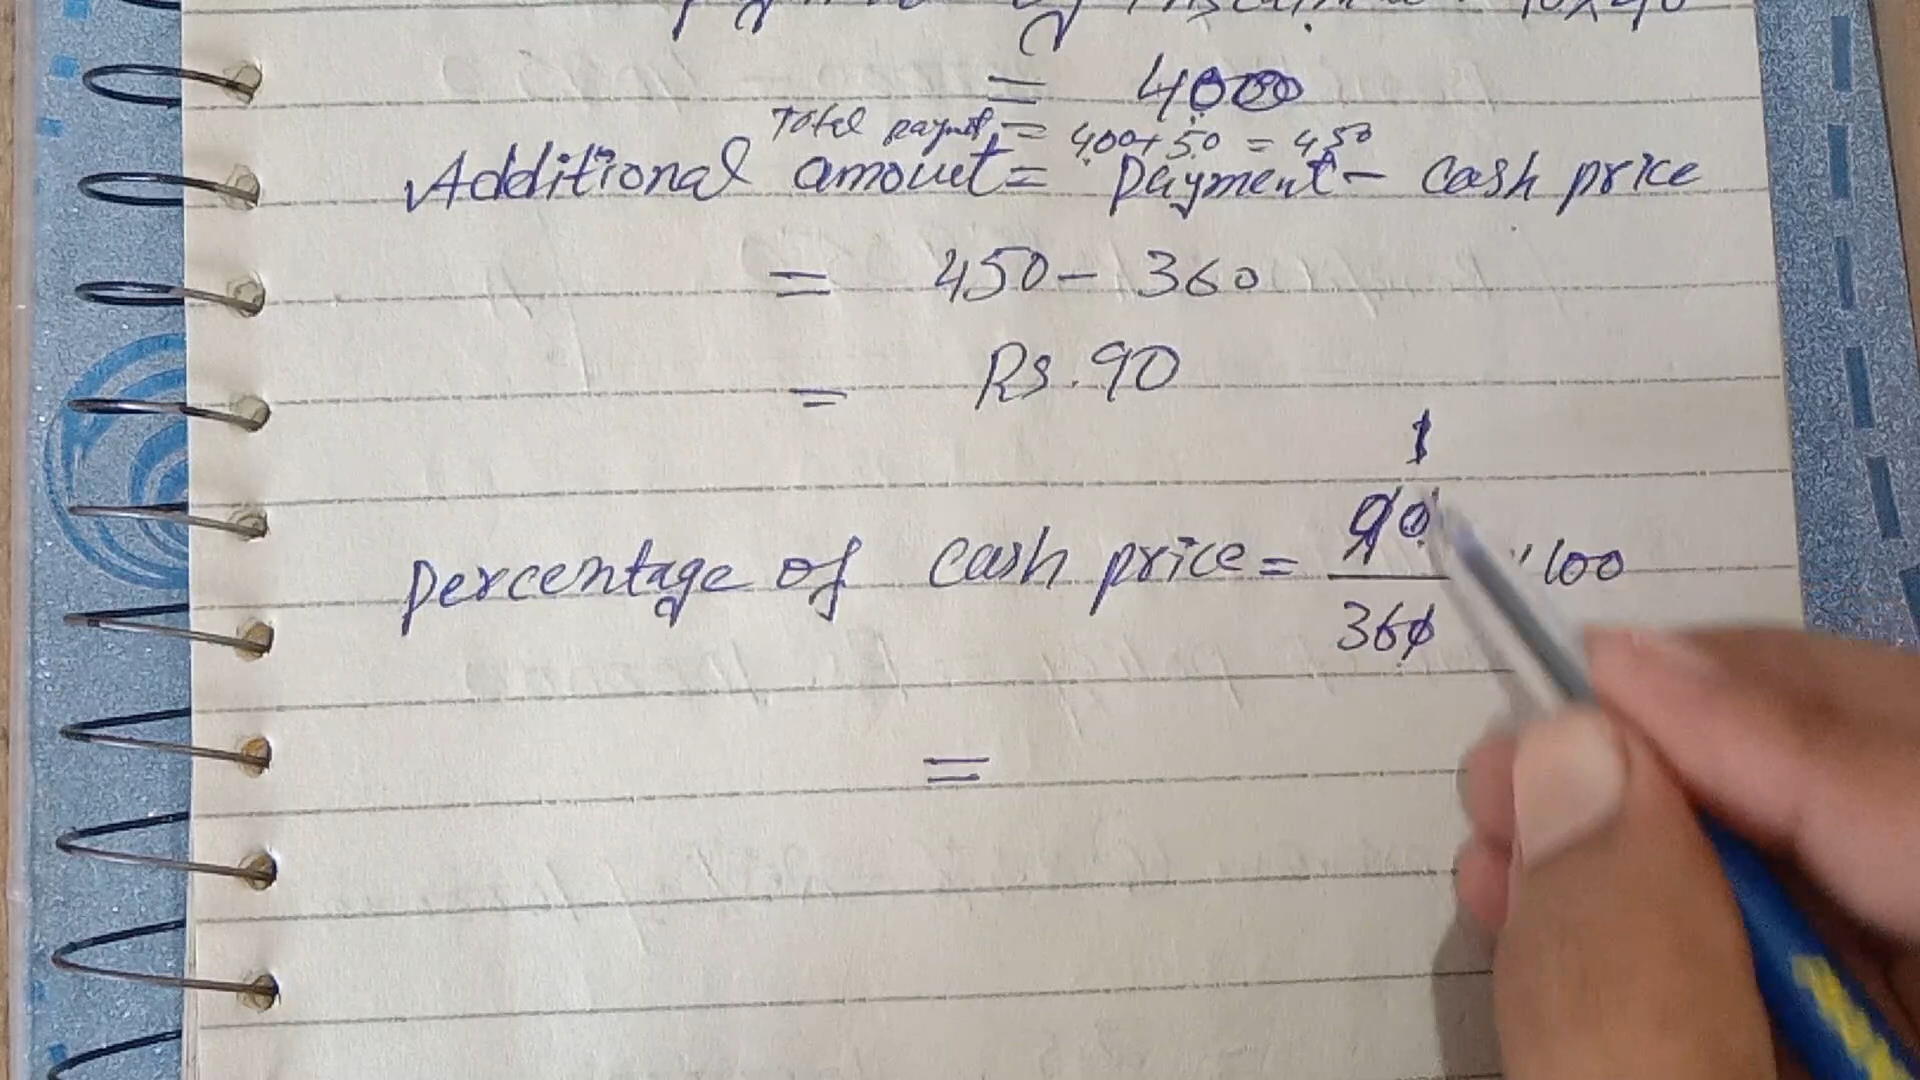 = 4000
Total paymt, = 400+50 = 450
Additional amount = payment - cash price
= 450 - 360
= Rs. 90
1
percentage of cash price = 90/360 100
=